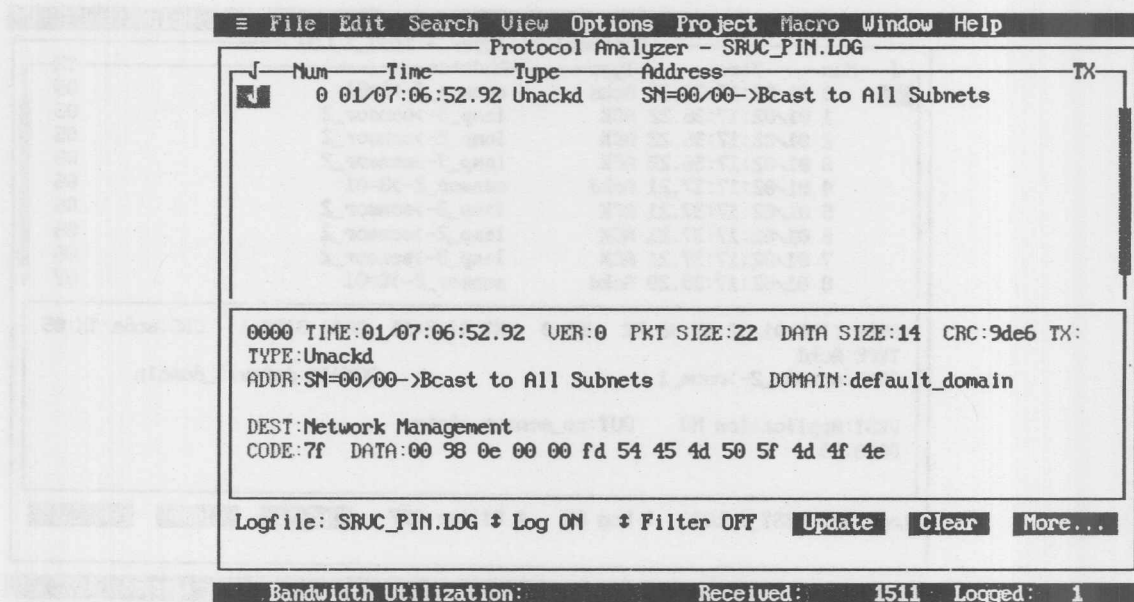 ≡ File Edit Search View Options Project Macro Window Help
Protocol Analyzer - SRVC_PIN.LOG
√ Num Time Type Address TX
√ 0 01/07:06:52.92 Unackd SN=00/00->Bcast to All Subnets
0000 TIME:01/07:06:52.92 VER:0 PKT SIZE:22 DATA SIZE:14 CRC:9de6 TX:
TYPE:Unackd
ADDR:SN=00/00->Bcast to All Subnets DOMAIN:default_domain
DEST:Network Management
CODE:7f DATA:00 98 0e 00 00 fd 54 45 4d 50 5f 4d 4f 4e
Logfile: SRVC_PIN.LOG ‡ Log ON ‡ Filter OFF Update Clear More...
Bandwidth Utilization: Received: 1511 Logged: 1